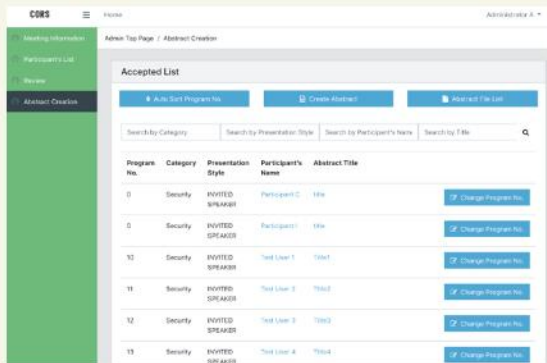 CORS
Home
Administrator A
Meeting Information
Admin Top Page / Abstract Creation
Participant's List
Review
Abstract Creation
Accepted List
Auto Sort Program No.
Create Abstract
Abstract File List
Search by Category
Search by Presentation Style
Search by Participant's Name
Search by Title
Program No.
Category
Presentation Style
Participant's Name
Abstract Title
0 Security INVITED SPEAKER Participant C title Change Program No.
Security INVITED SPEAKER Participant I title Change Program No.
10 Security INVITED SPEAKER Test User 1 Title1 Change Program No.
11 Security INVITED SPEAKER Test User 2 Title2 Change Program No.
12 Security INVITED SPEAKER Test User 3 Title3 Change Program No.
13 Security INVITED SPEAKER Test User 4 Title4 Change Program No.